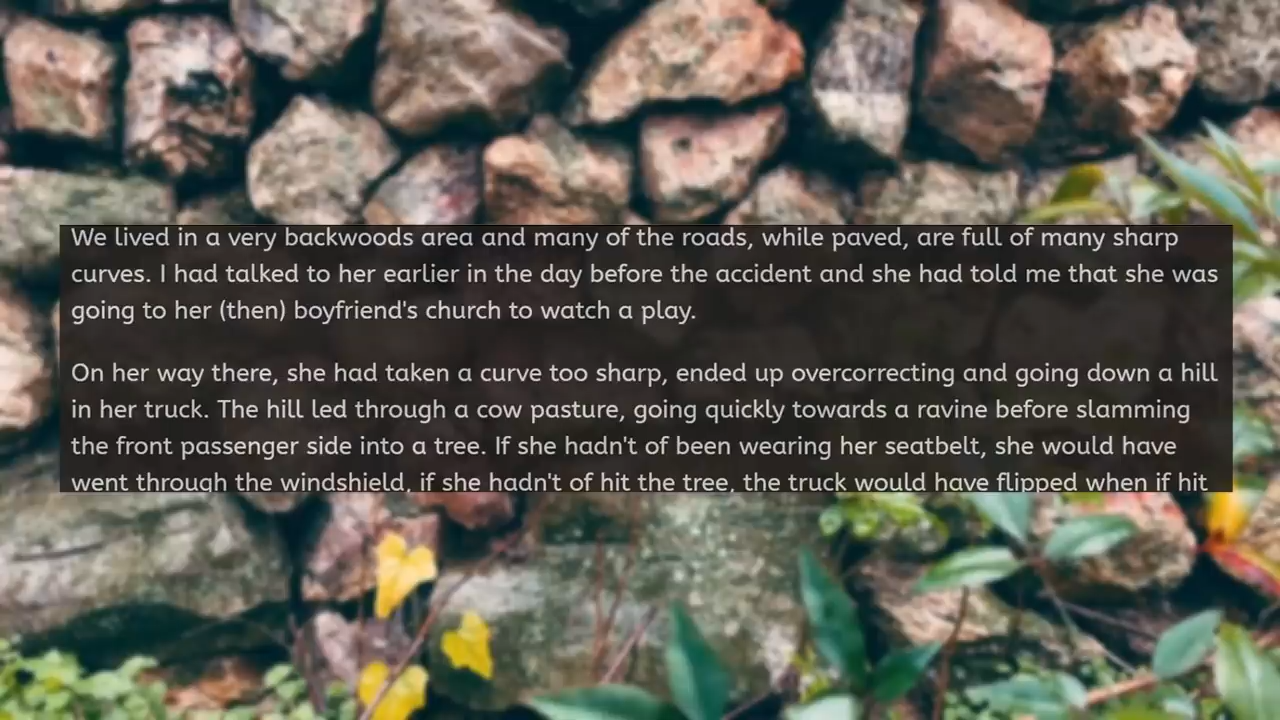 We lived in a very backwoods area and many of the roads, while paved, are full of many sharp
curves. I had talked to her earlier in the day before the accident and she had told me that she was
going to her (then) boyfriend's church to watch a play.
On her way there, she had taken a curve too sharp, ended up overcorrecting and going down a hill
in her truck. The hill led through a cow pasture, going quickly towards a ravine before slamming
the front passenger side into a tree. If she hadn't of been wearing her seatbelt, she would have
went through the windshield, if she hadn't of hit the tree, the truck would have flipped when if hit